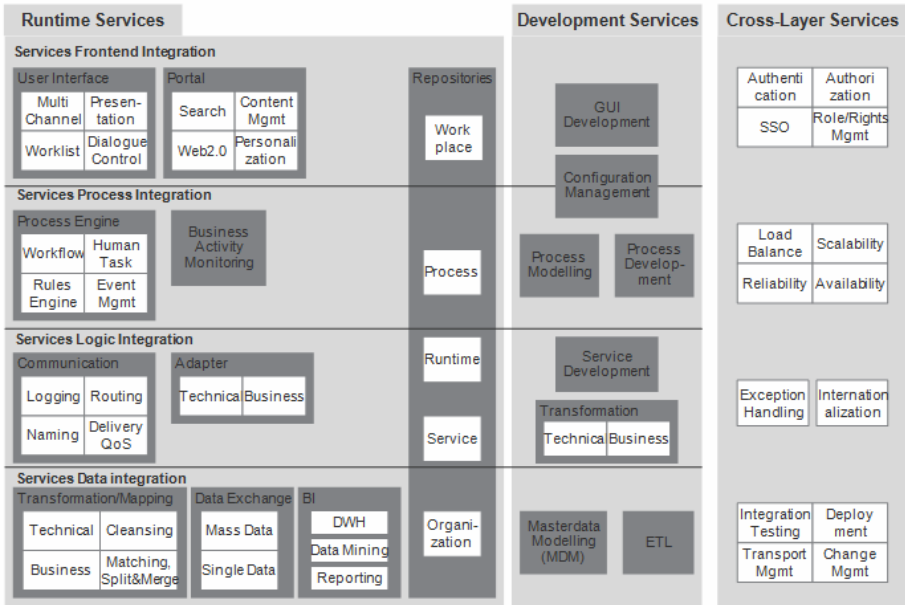 Runtime Services
Development Services
Cross-Layer Services
Services Frontend Integration
User Interface
Multi
Channel
Presen-
tation
Worklist
Dialogue
Control
Portal
Search
Content
Mgmt
Web2.0
Personali
zation
Repositories
Work
place
GUI
Development
Configuration
Management
Authenti
cation
Authori
zation
SSO
Role/Rights
Mgmt
Services Process Integration
Process Engine
Workflow
Human
Task
Rules
Engine
Event
Mgmt
Business
Activity
Monitoring
Process
Process
Modelling
Process
Develop-
ment
Load
Balance
Scalability
Reliability
Availability
Services Logic Integration
Communication
Logging
Routing
Naming
Delivery
QoS
Adapter
Technical
Business
Runtime
Service
Service
Development
Transformation
Technical
Business
Exception
Handling
Internation
alization
Services Data integration
Transformation/Mapping
Technical
Cleansing
Business
Matching,
Split&Merge
Data Exchange
Mass Data
Single Data
BI
DWH
Data Mining
Reporting
Organi-
zation
Masterdata
Modelling
(MDM)
ETL
Integration
Testing
Deploy
ment
Transport
Mgmt
Change
Mgmt